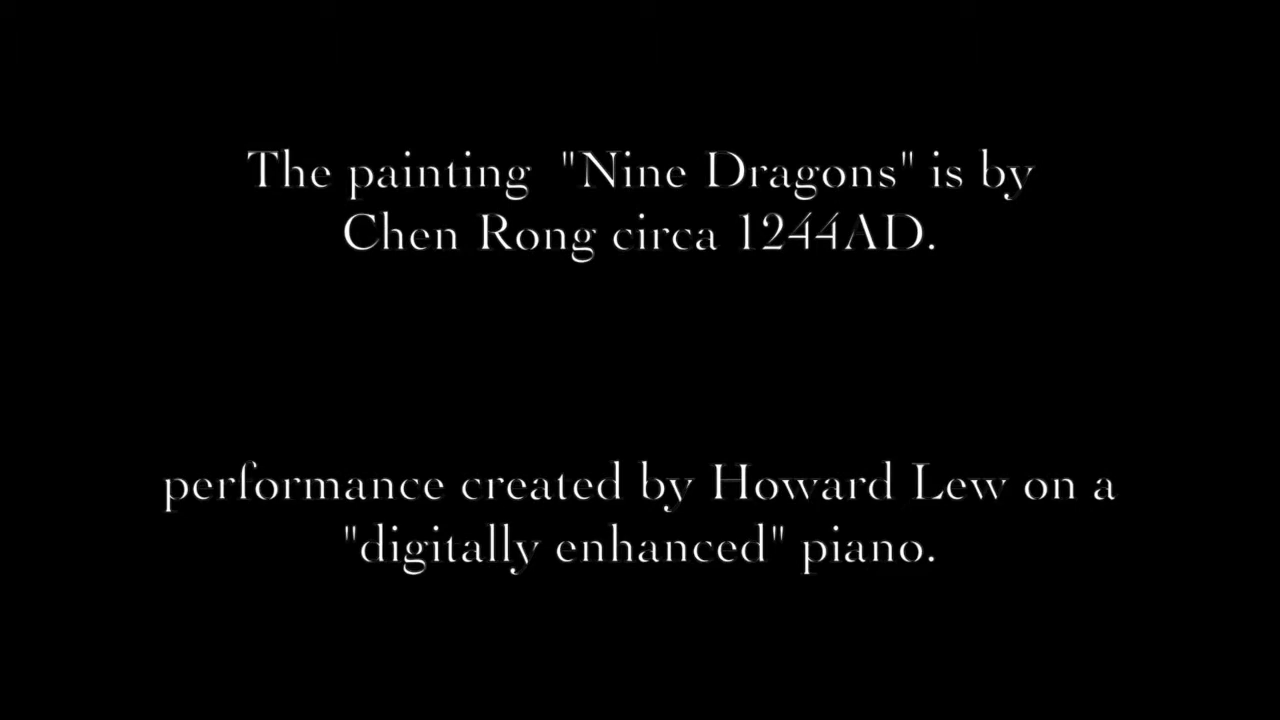 The painting  "Nine Dragons" is by
Chen Rong circa 1244AD.
performance created by Howard Lew on a
"digitally enhanced" piano.